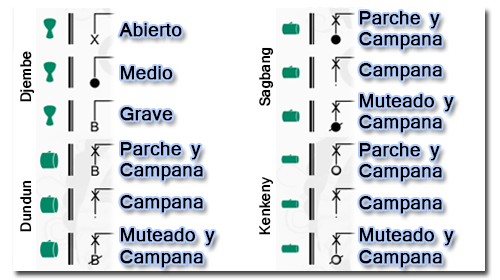 Djembe
Abierto
X
Medio
Grave
B
Dundun
Parche y
Campana
B
Campana
Muteado y
Campana
B
Sagbang
Parche y
Campana
Campana
Muteado y
Campana
Kenkeny
Parche y
Campana
Campana
Muteado y
Campana